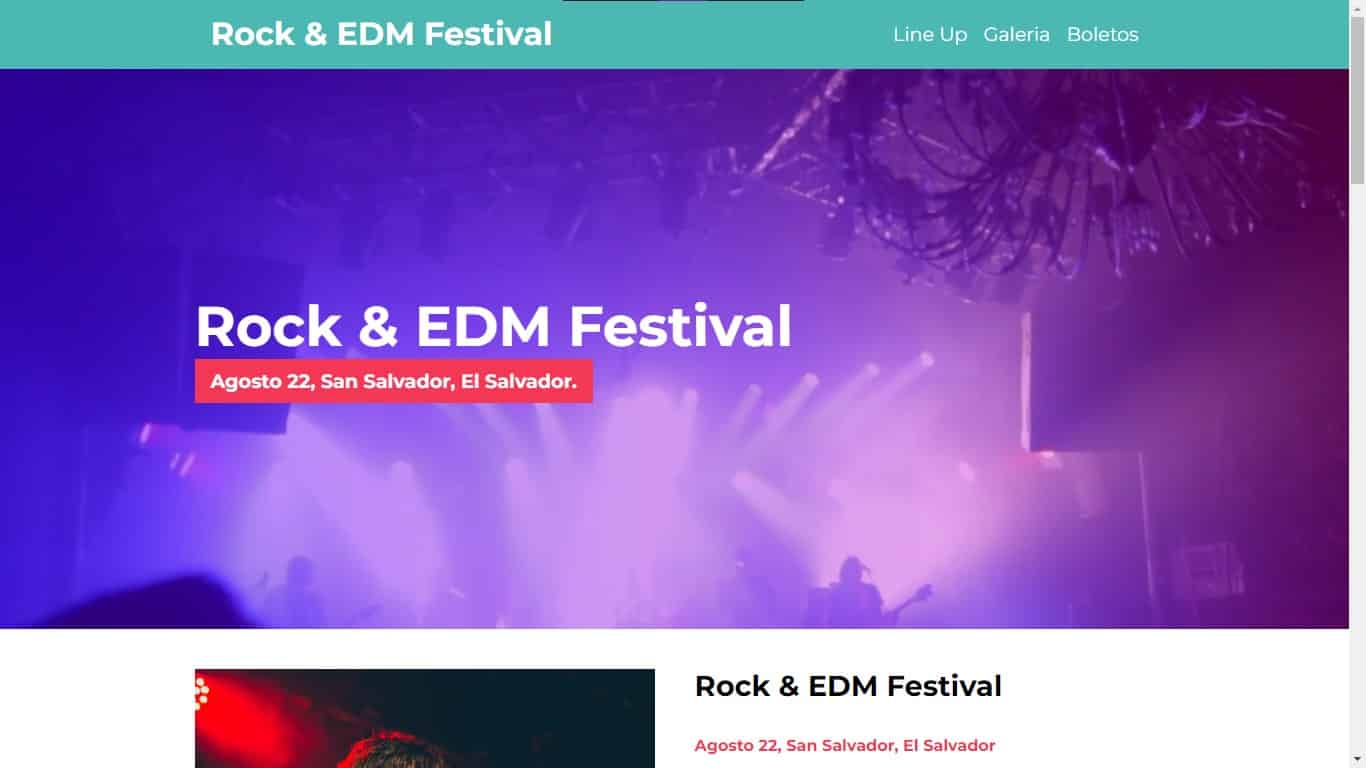 Rock & EDM Festival
Line Up Galeria Boletos
Rock & EDM Festival
Agosto 22, San Salvador, El Salvador.
Rock & EDM Festival
Agosto 22, San Salvador, El Salvador